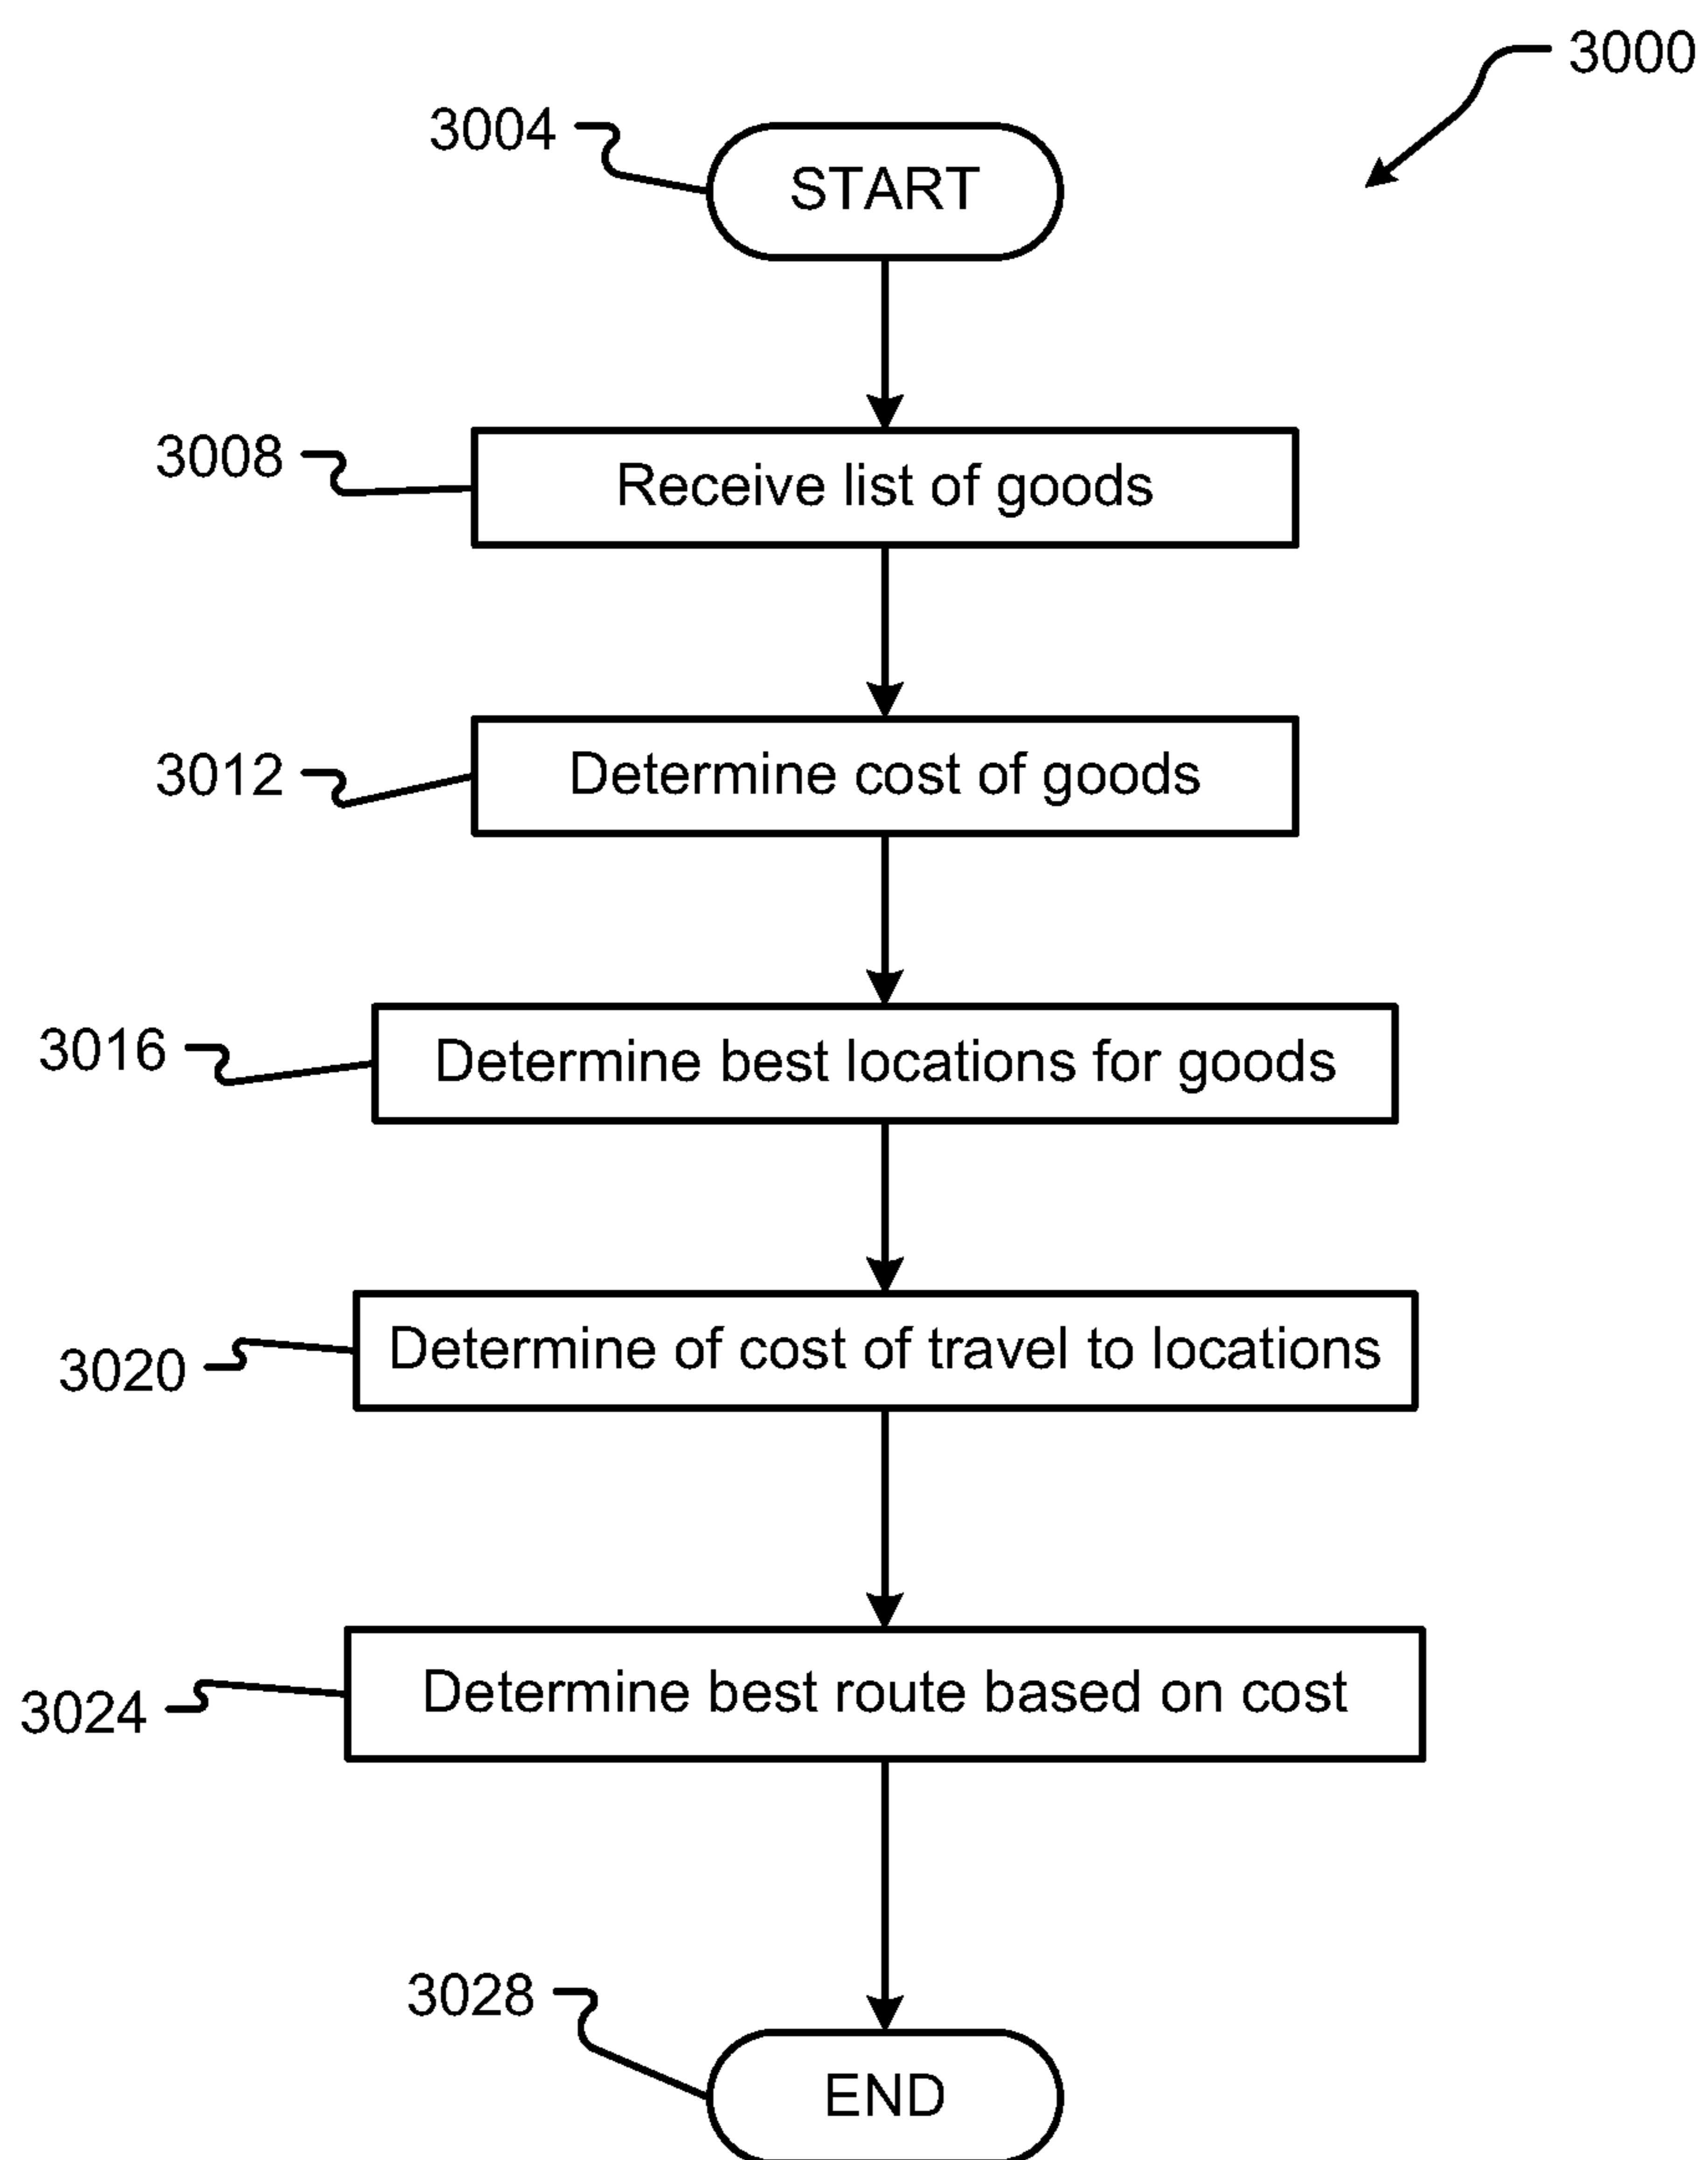 3000
3004
START
3008
Receive list of goods
3012
Determine cost of goods
3016
Determine best locations for goods
3020
Determine of cost of travel to locations
3024
Determine best route based on cost
3028
END